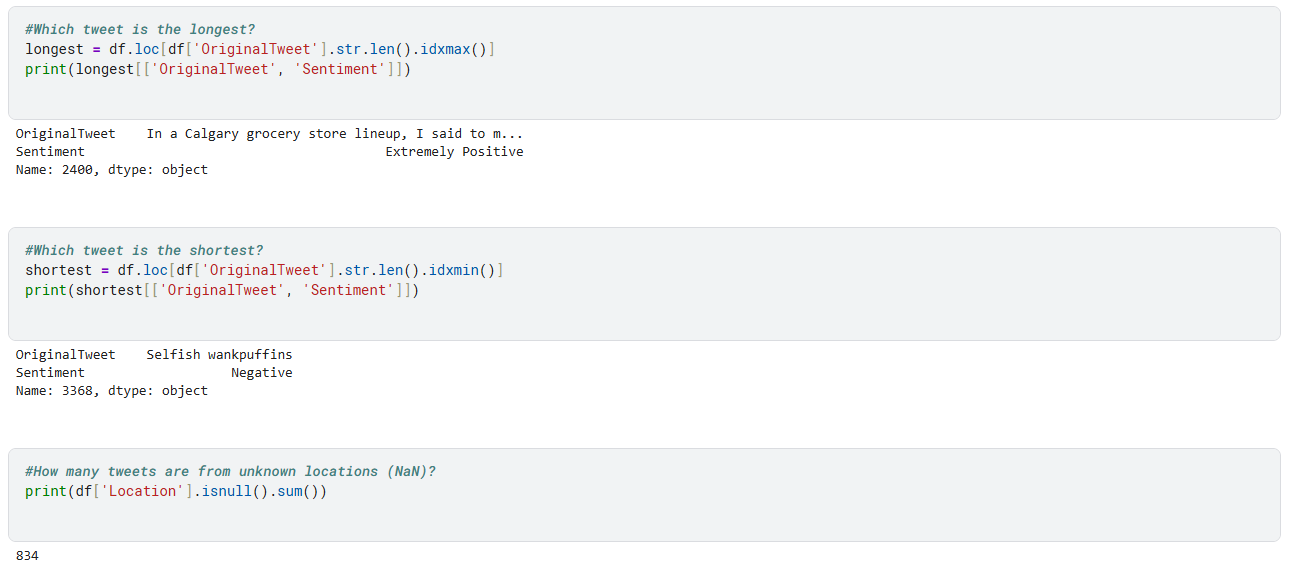 #Which tweet is the longest?
longest = df.loc[df['OriginalTweet'].str.len().idxmax()]
print(longest[['OriginalTweet', 'Sentiment']])
OriginalTweet    In a Calgary grocery store lineup, I said to m...
Sentiment                                       Extremely Positive
Name: 2400, dtype: object
#Which tweet is the shortest?
shortest = df.loc[df['OriginalTweet'].str.len().idxmin()]
print(shortest[['OriginalTweet', 'Sentiment']])
OriginalTweet    Selfish wankpuffins
Sentiment                   Negative
Name: 3368, dtype: object
#How many tweets are from unknown locations (NaN)?
print(df['Location'].isnull().sum())
834